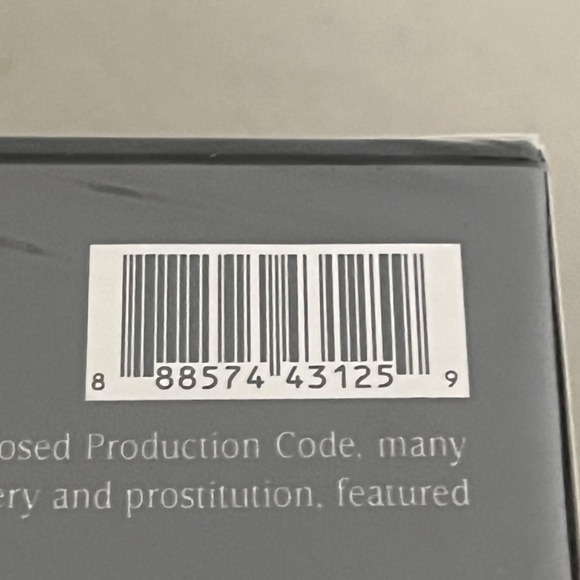 8 88574 43125 9
osed Production Code, many
ery and prostitution, featured